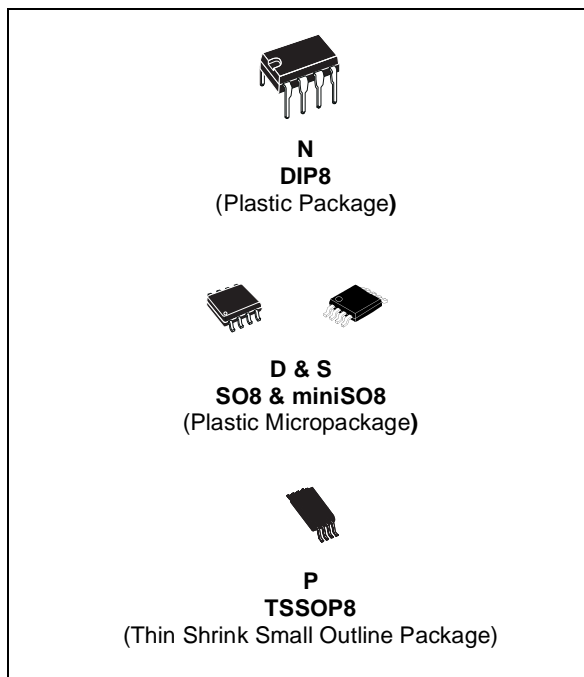 N
DIP8
(Plastic Package)
D & S
SO8 & miniSO8
(Plastic Micropackage)
P
TSSOP8
(Thin Shrink Small Outline Package)